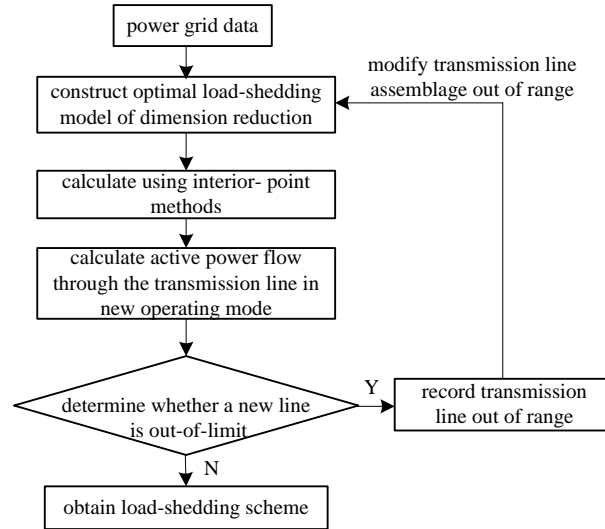 power grid data
modify transmission line
assemblage out of range
construct optimal load-shedding
model of dimension reduction
calculate using interior- point
methods
calculate active power flow
through the transmission line in
new operating mode
determine whether a new line
is out-of-limit
Y
record transmission
line out of range
N
obtain load-shedding scheme